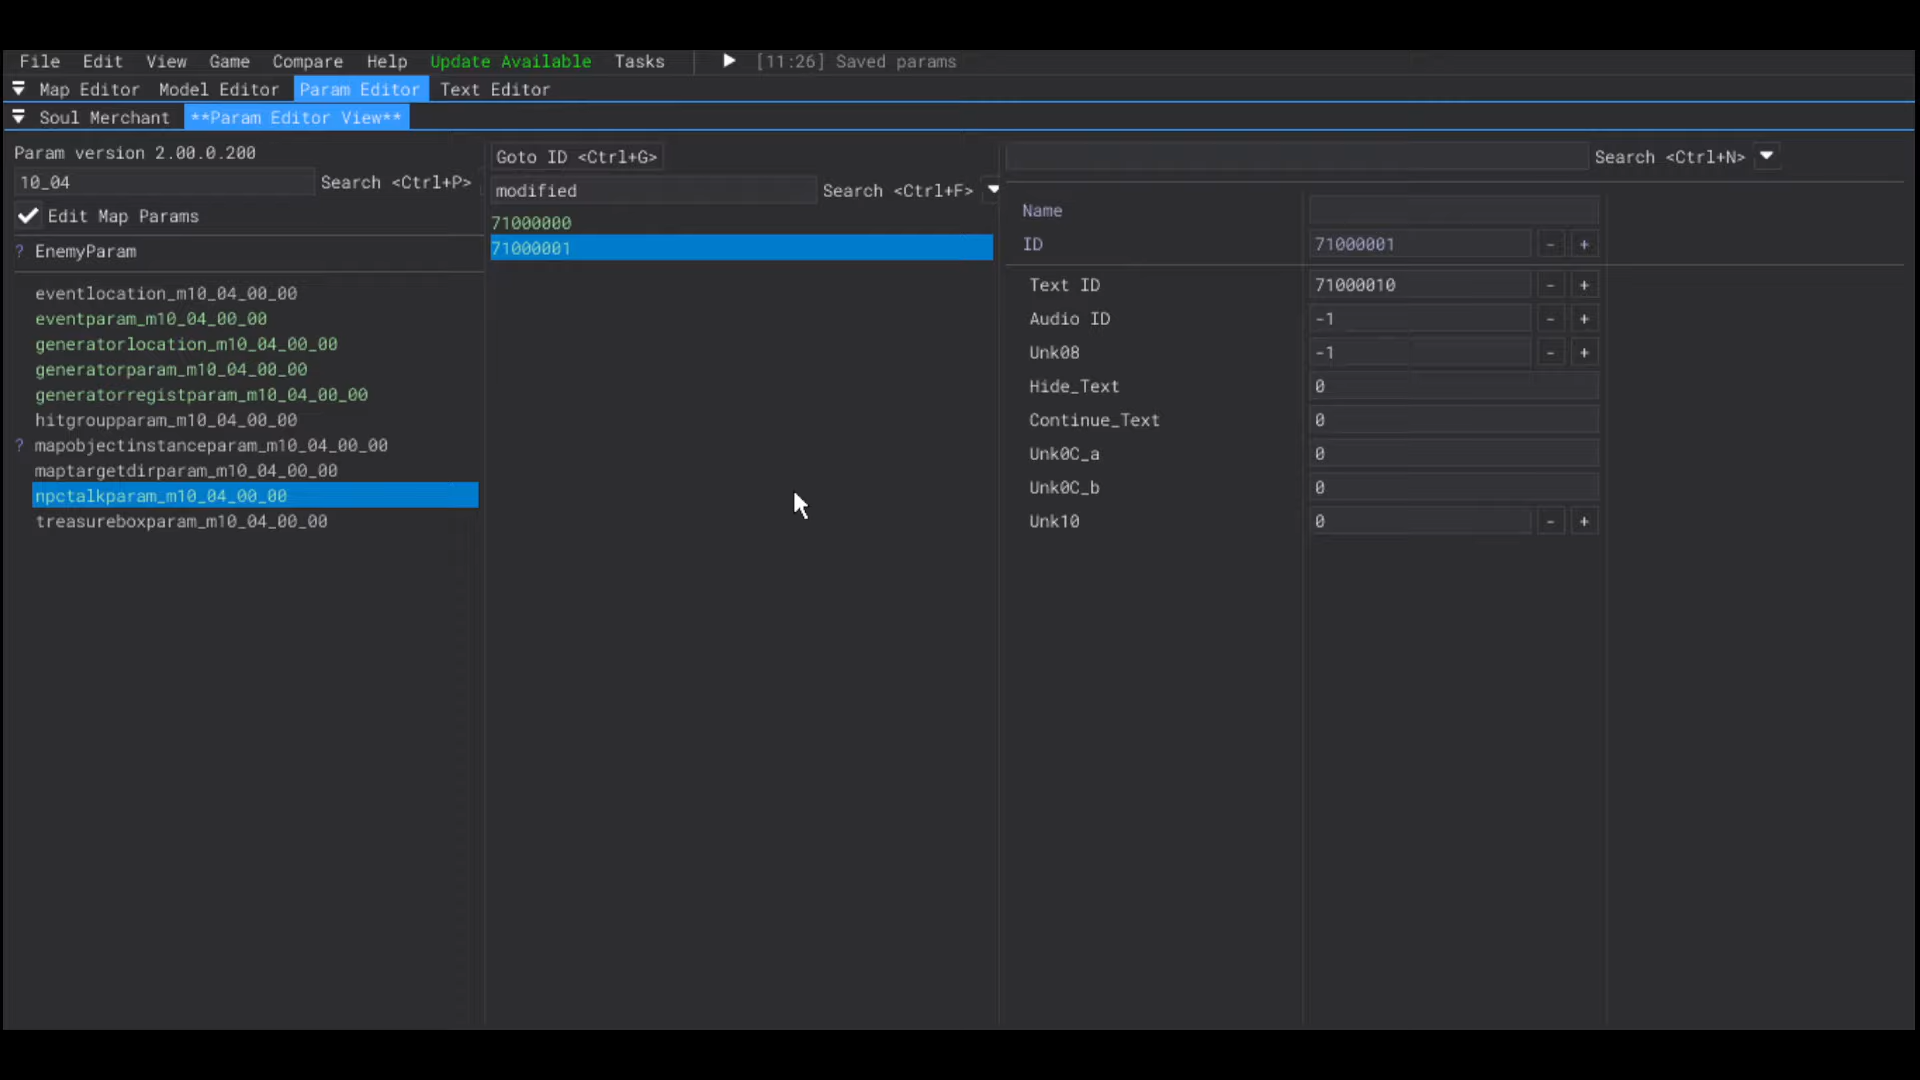 File Edit View Game Compare Help Update Available Tasks [11:26] Saved params
Map Editor Model Editor Param Editor Text Editor
Soul Merchant **Param Editor View**
Param version 2.00.0.200
10_04 Search <Ctrl+P>
Edit Map Params
? EnemyParam
eventlocation_m10_04_00_00
eventparam_m10_04_00_00
generatorlocation_m10_04_00_00
generatorparam_m10_04_00_00
generatorregistparam_m10_04_00_00
hitgroupparam_m10_04_00_00
? mapobjectinstanceparam_m10_04_00_00
maptargetdirparam_m10_04_00_00
npctalkparam_m10_04_00_00
treasureboxparam_m10_04_00_00
Goto ID <Ctrl+G>
modified Search <Ctrl+F>
71000000
71000001
Search <Ctrl+N>
Name
ID 71000001 - +
Text ID 71000010 - +
Audio ID -1 - +
Unk08 -1 - +
Hide_Text 0
Continue_Text 0
Unk0C_a 0
Unk0C_b 0
Unk10 0 - +